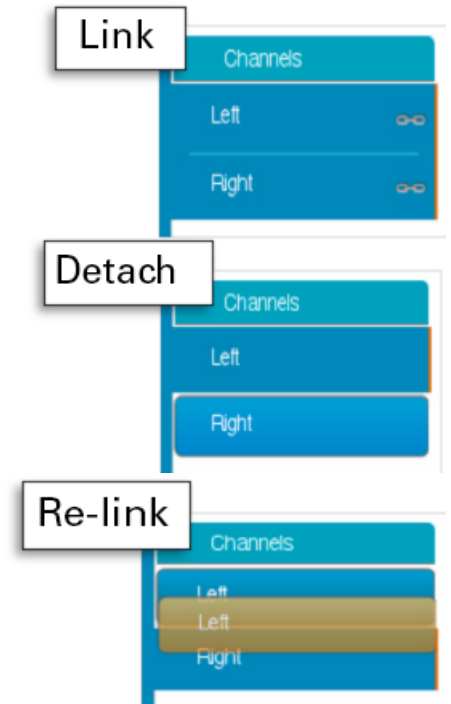 Link
Channels
Left
Right
Detach
Channels
Left
Right
Re-link
Channels
Left
Left
Right